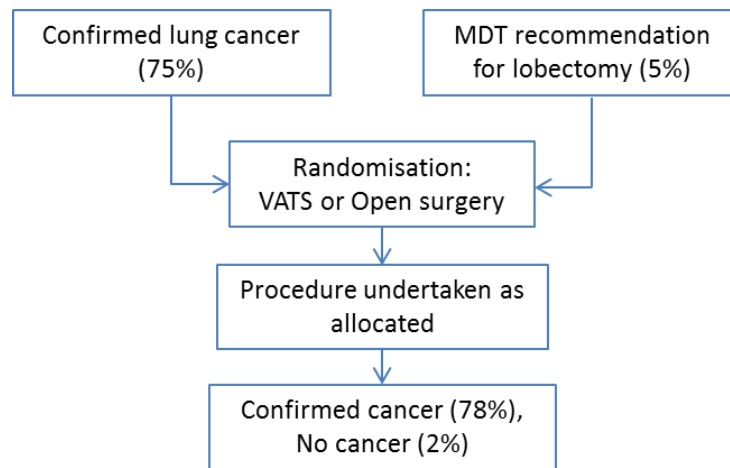 Confirmed lung cancer
(75%)
MDT recommendation
for lobectomy (5%)
Randomisation:
VATS or Open surgery
Procedure undertaken as
allocated
Confirmed cancer (78%),
No cancer (2%)